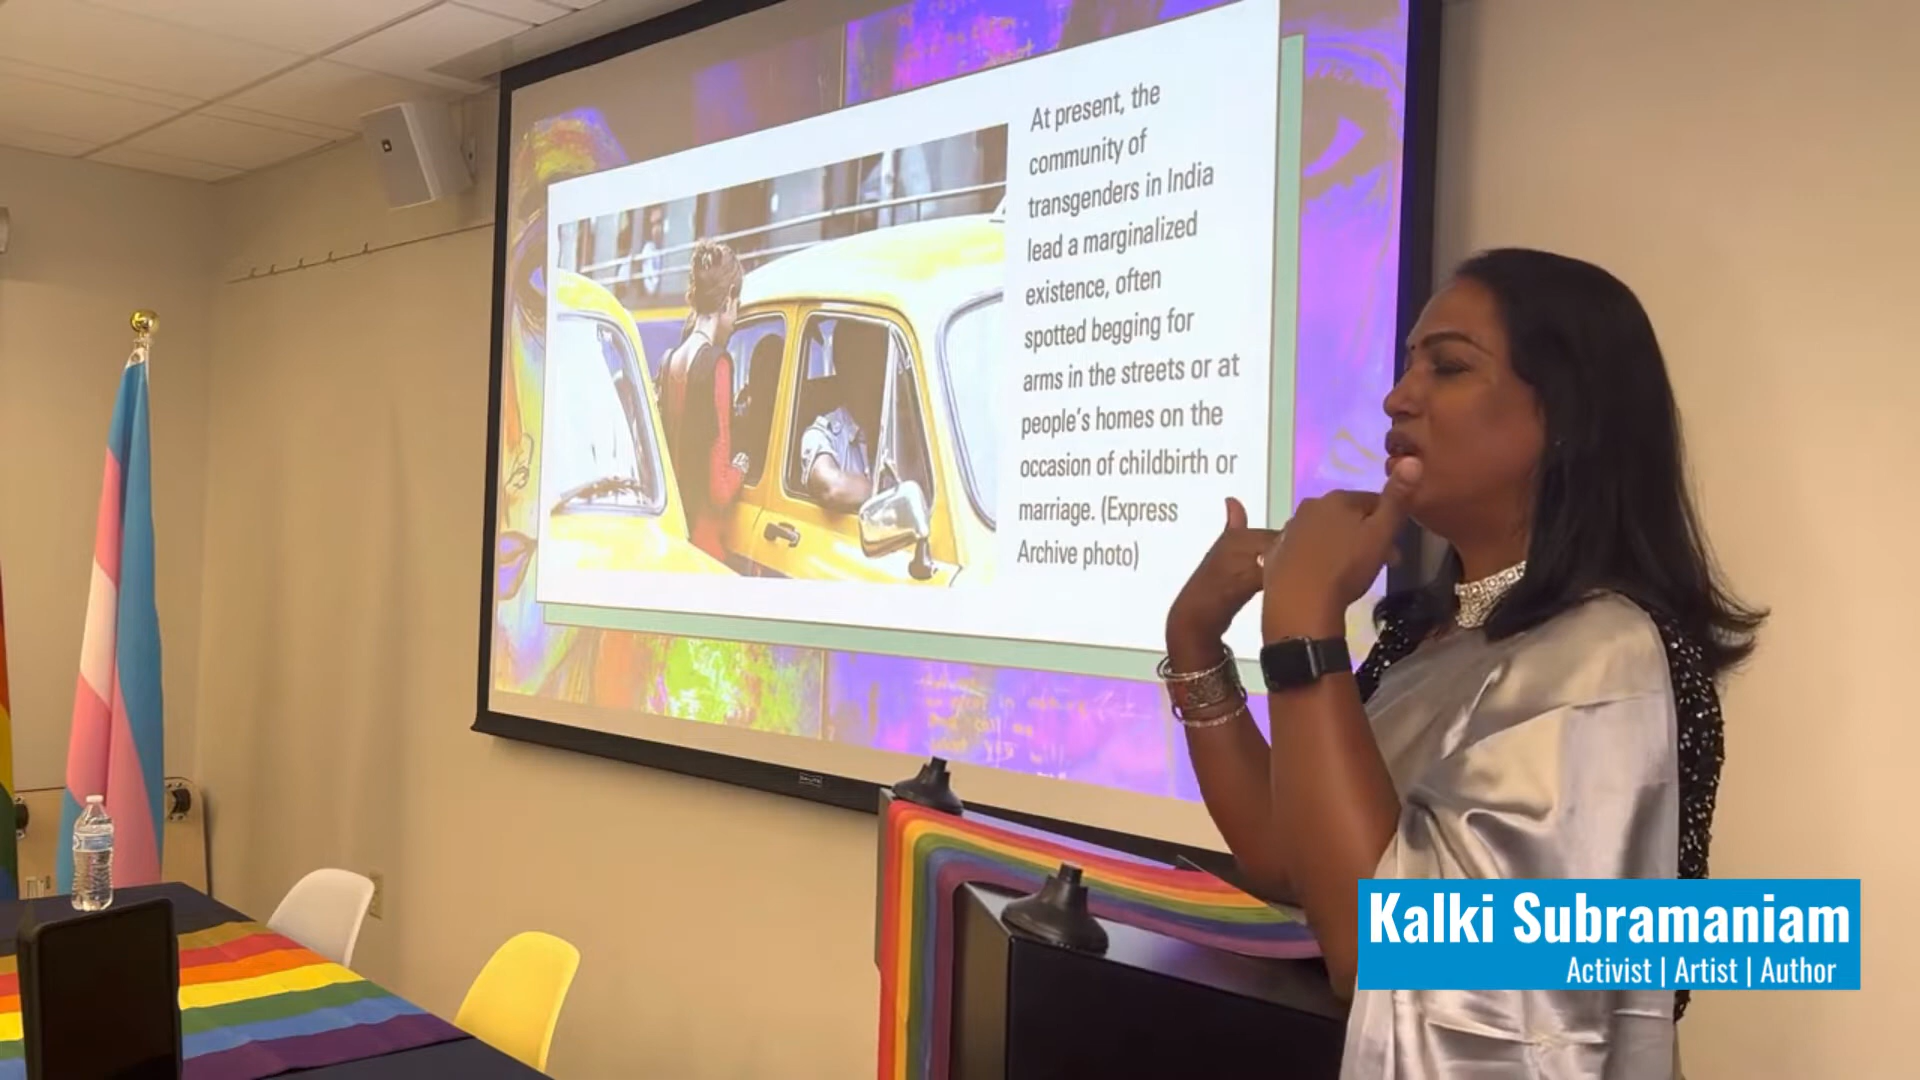 At present, the
community of
transgenders in India
lead a marginalized
existence, often
spotted begging for
arms in the streets or at
people's homes on the
occasion of childbirth or
marriage. (Express
Archive photo)
Kalki Subramaniam
Activist | Artist | Author